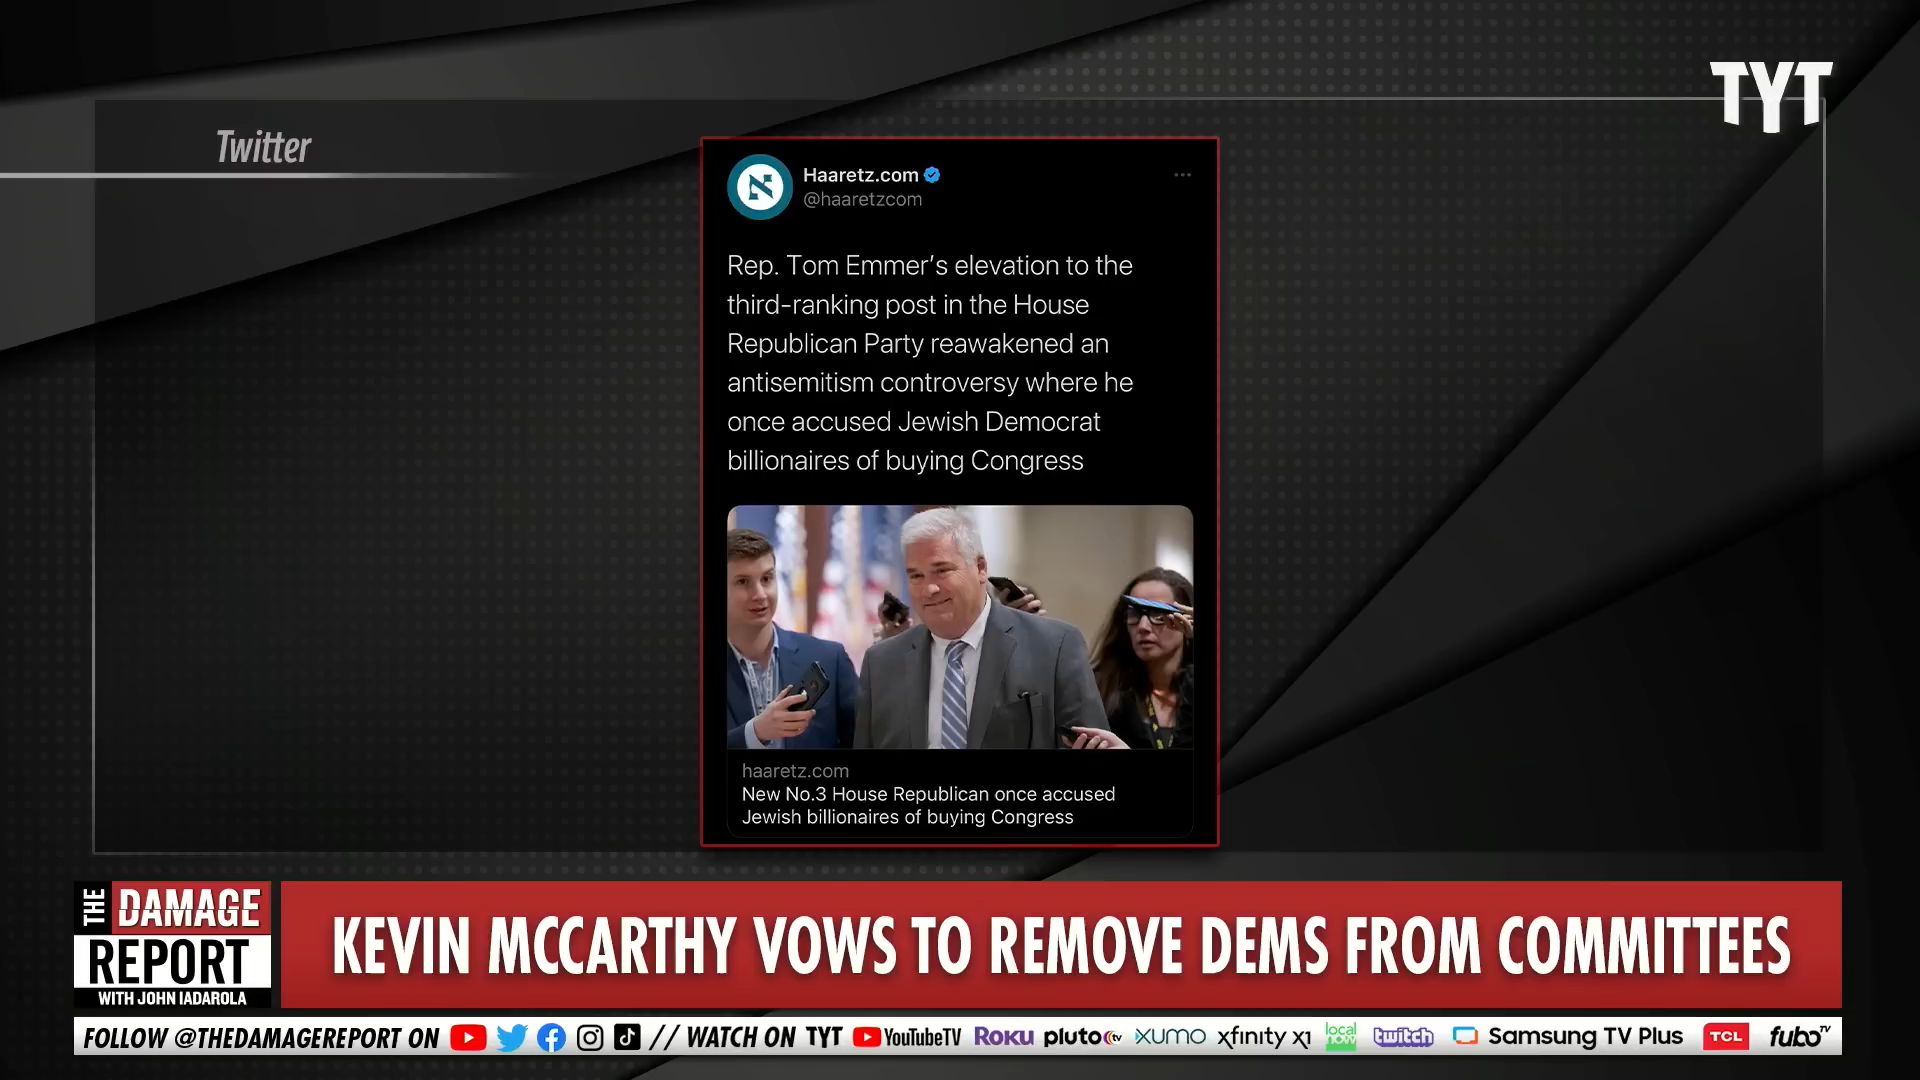 TYT
Twitter
Haaretz.com
@haaretzcom
Rep. Tom Emmer's elevation to the
third-ranking post in the House
Republican Party reawakened an
antisemitism controversy where he
once accused Jewish Democrat
billionaires of buying Congress
haaretz.com
New No.3 House Republican once accused
Jewish billionaires of buying Congress
THE DAMAGE
REPORT
WITH JOHN IADAROLA
KEVIN MCCARTHY VOWS TO REMOVE DEMS FROM COMMITTEES
FOLLOW @THEDAMAGEREPORT ON // WATCH ON TYT YouTubeTV Roku pluto tv xumo xfinity x1 local now twitch Samsung TV Plus TCL fubo TV